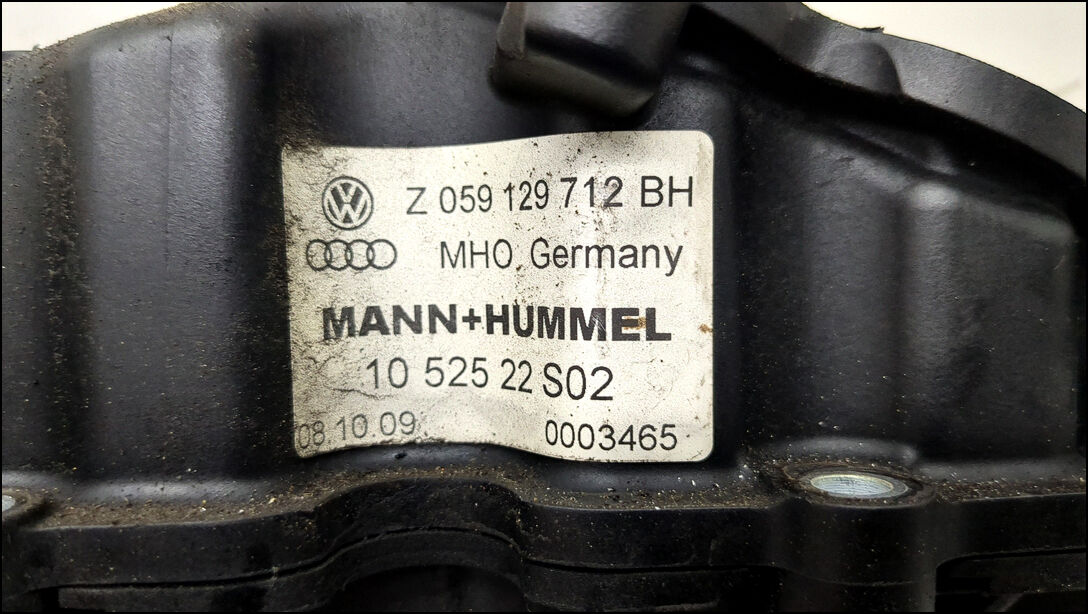 Z 059 129 712 BH
MHO Germany
MANN+HUMMEL
10 525 22 S02
08 10 09
0003465